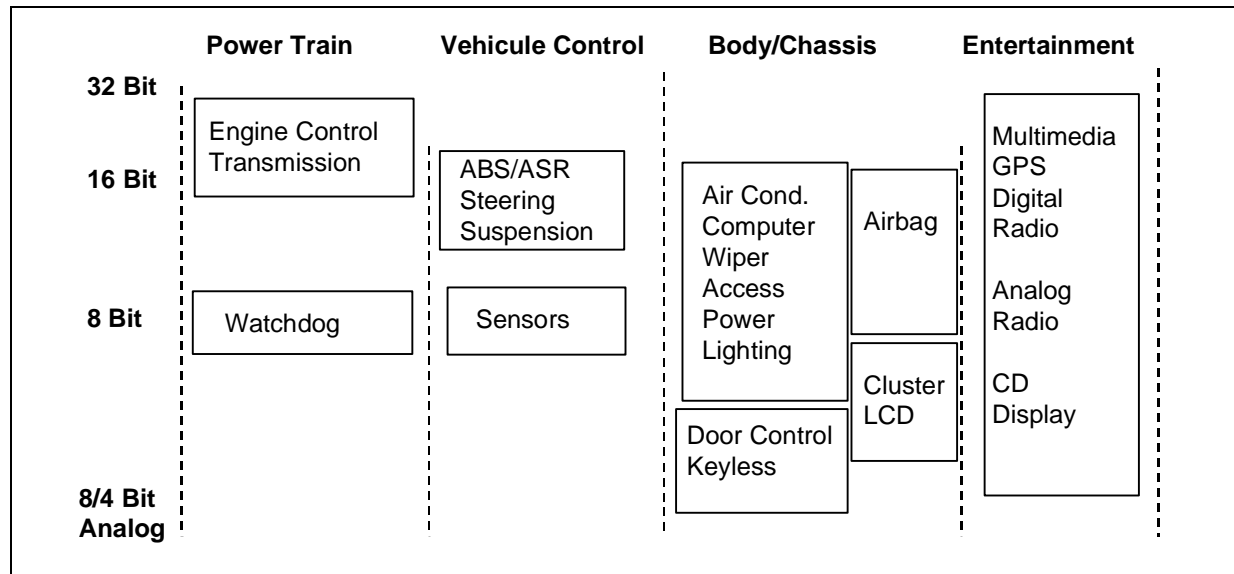 Power Train
Vehicule Control
Body/Chassis
Entertainment
32 Bit
16 Bit
8 Bit
8/4 Bit
Analog
Engine Control
Transmission
Watchdog
ABS/ASR
Steering
Suspension
Sensors
Air Cond.
Computer
Wiper
Access
Power
Lighting
Door Control
Keyless
Airbag
Cluster
LCD
Multimedia
GPS
Digital
Radio
Analog
Radio
CD
Display